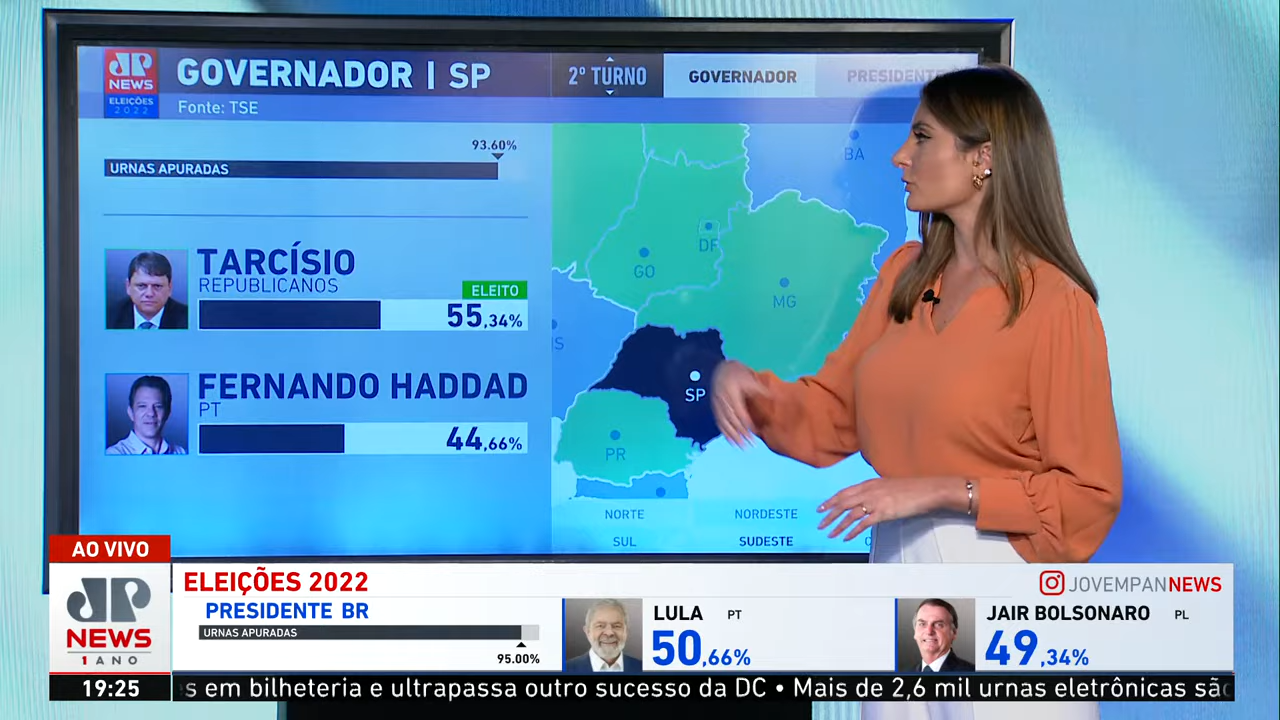 JP
NEWS
ELEIÇÕES
2022
GOVERNADOR | SP
2º TURNO
GOVERNADOR
PRESIDENTE
Fonte: TSE
93.60%
URNAS APURADAS
TARCÍSIO
REPUBLICANOS
ELEITO
55,34%
FERNANDO HADDAD
PT
44,66%
BA
DF
GO
MG
SP
PR
NORTE
NORDESTE
SUL
SUDESTE
AO VIVO
JP
NEWS
1 ANO
19:25
ELEIÇÕES 2022
JOVEMPANNEWS
PRESIDENTE BR
URNAS APURADAS
95.00%
LULA PT
50,66%
JAIR BOLSONARO PL
49,34%
s em bilheteria e ultrapassa outro sucesso da DC • Mais de 2,6 mil urnas eletrônicas são